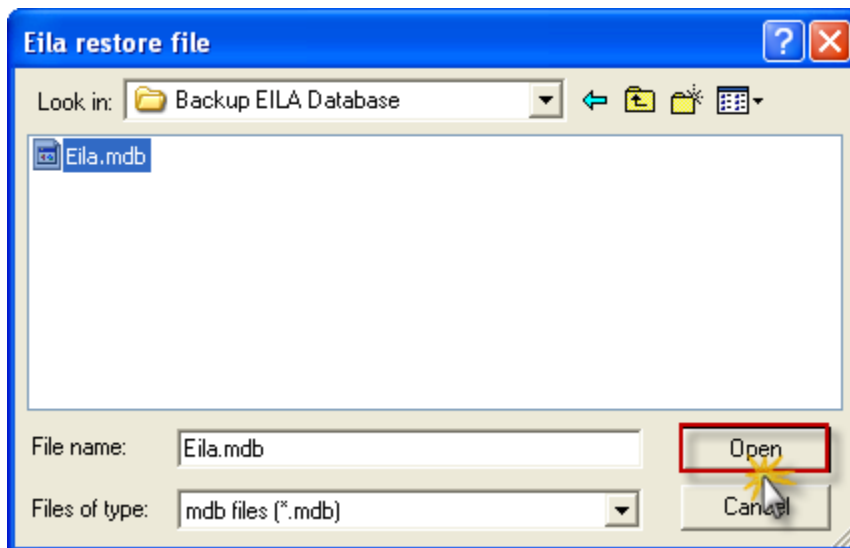 Eila restore file
Look in: Backup EILA Database
Eila.mdb
File name: Eila.mdb Open
Files of type: mdb files (*.mdb) Cancel